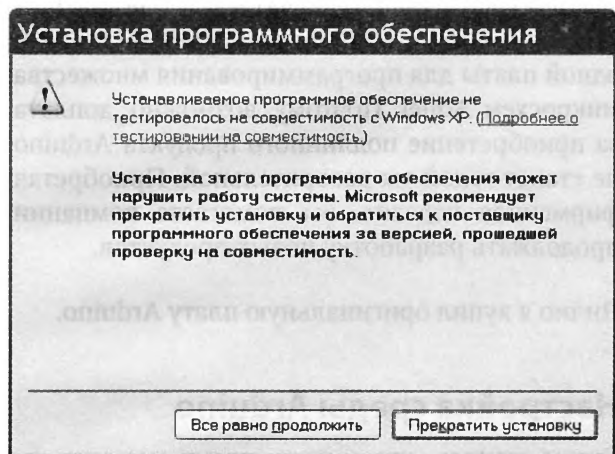 Установка программного обеспечения
Устанавливаемое программное обеспечение не
тестировалось на совместимость с Windows XP. (Подробнее о
тестировании на совместимость.)
Установка этого программного обеспечения может
нарушить работу системы. Microsoft рекомендует
прекратить установку и обратиться к поставщику
программного обеспечения за версией, прошедшей
проверку на совместимость.
Все равно продолжить
Прекратить установку